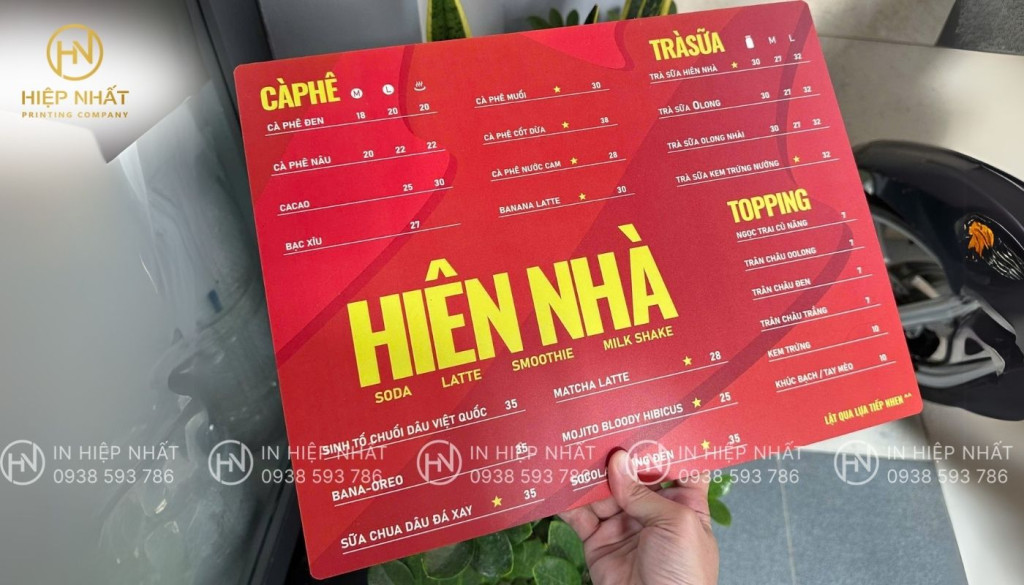 HN
HIỆP NHẤT
PRINTING COMPANY
CÀPHÊ M L
CÀ PHÊ ĐEN 18 20 20
CÀ PHÊ NÂU 20 22 22
CACAO 25 30
BẠC XỈU 27
CÀ PHÊ MUỐI 30
CÀ PHÊ CỐT DỪA 38
CÀ PHÊ NƯỚC CAM 28
BANANA LATTE 30
TRÀSỮA M L
TRÀ SỮA HIÊN NHÀ 30 27 32
TRÀ SỮA OLONG 30 27 32
TRÀ SỮA OLONG NHÀI 30 27 32
TRÀ SỮA KEM TRỨNG NƯỚNG 32
TOPPING
NGỌC TRAI CỦ NĂNG 7
TRÂN CHÂU OOLONG 7
TRÂN CHÂU ĐEN 7
TRÂN CHÂU TRẮNG 7
KEM TRỨNG 10
KHÚC BẠCH / TAY MÈO 10
HIÊN NHÀ
SODA LATTE SMOOTHIE MILK SHAKE
SINH TỐ CHUỐI DÂU VIỆT QUỐC 35
BANA-OREO 35
SỮA CHUA DÂU ĐÁ XAY 35
MATCHA LATTE 28
MOJITO BLOODY HIBICUS 25
35
LẬT QUA LỰA TIẾP NHEN ^^
HN IN HIỆP NHẤT 0938 593 786
HN IN HIỆP NHẤT 0938 593 786
HN IN HIỆP NHẤT 0938 593 786
HN IN HIỆP NHẤT 0938 593 786
HN IN HIỆP NHẤT 0938 593 786